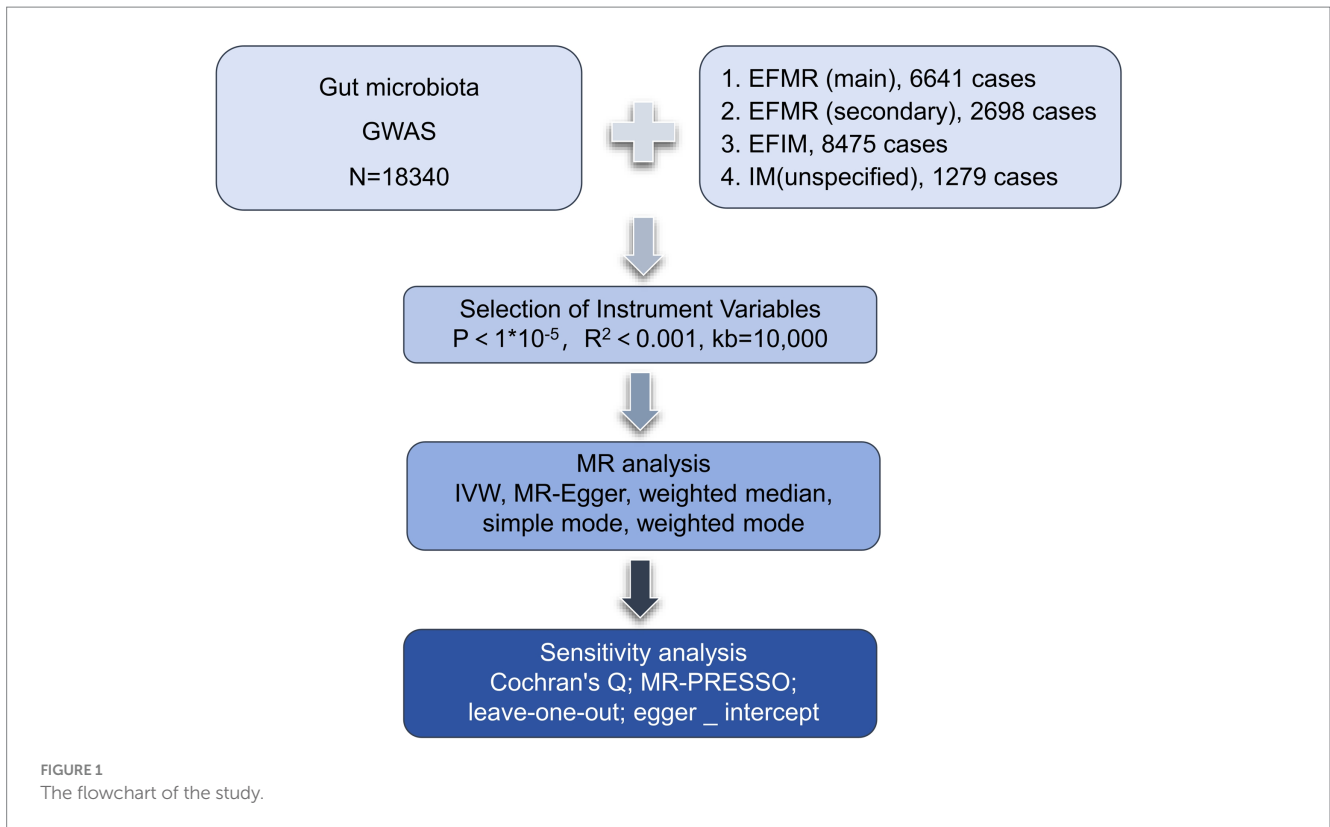 Gut microbiota
GWAS
N=18340
1. EFMR (main), 6641 cases
2. EFMR (secondary), 2698 cases
3. EFIM, 8475 cases
4. IM(unspecified), 1279 cases
Selection of Instrument Variables
P < 1*10⁻⁵, R² < 0.001, kb=10,000
MR analysis
IVW, MR-Egger, weighted median,
simple mode, weighted mode
Sensitivity analysis
Cochran's Q; MR-PRESSO;
leave-one-out; egger _ intercept
FIGURE 1
The flowchart of the study.